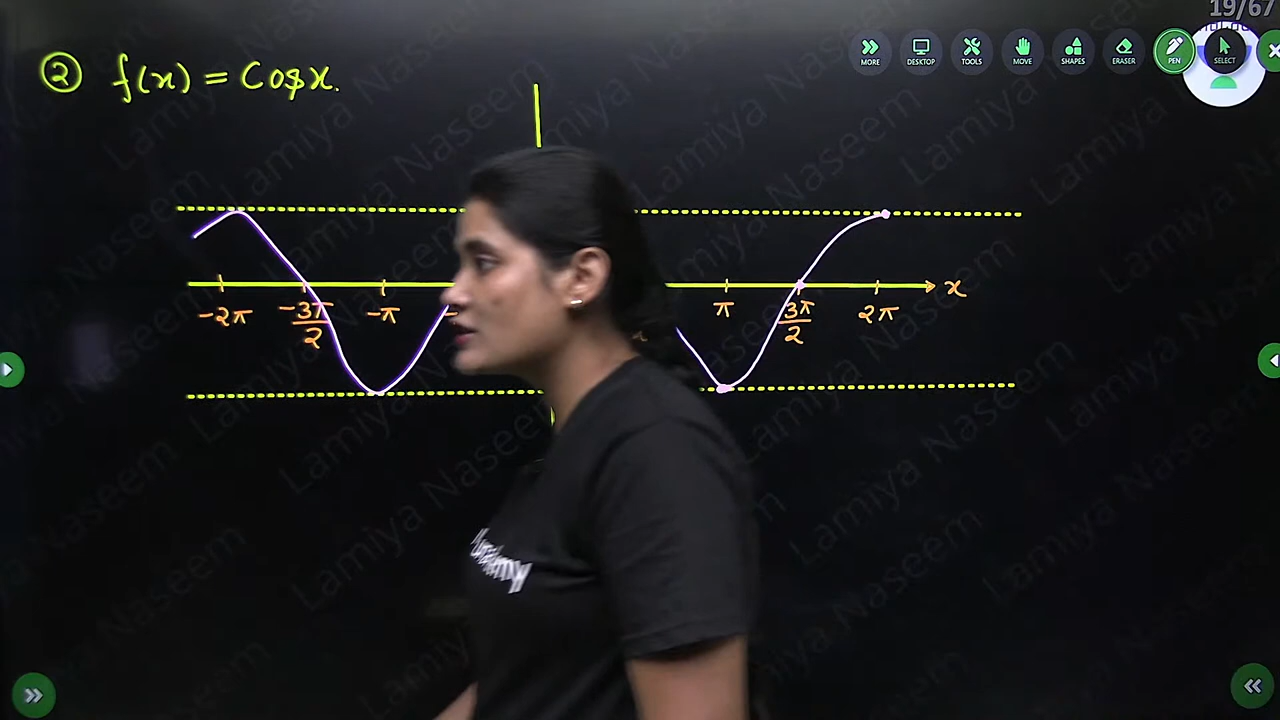 19/67
② f(x) = Cosx.
MORE DESKTOP TOOLS MOVE SHAPES ERASER PEN SELECT
-2π -3π/2 -π π 3π/2 2π x
Lamiya Naseem